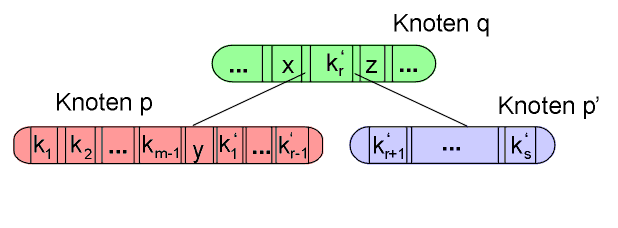 Knoten q
... x k'r z ...
Knoten p
Knoten p’
k1 k2 ... km-1 y k'1 ... k'r-1
k'r+1 ... k's